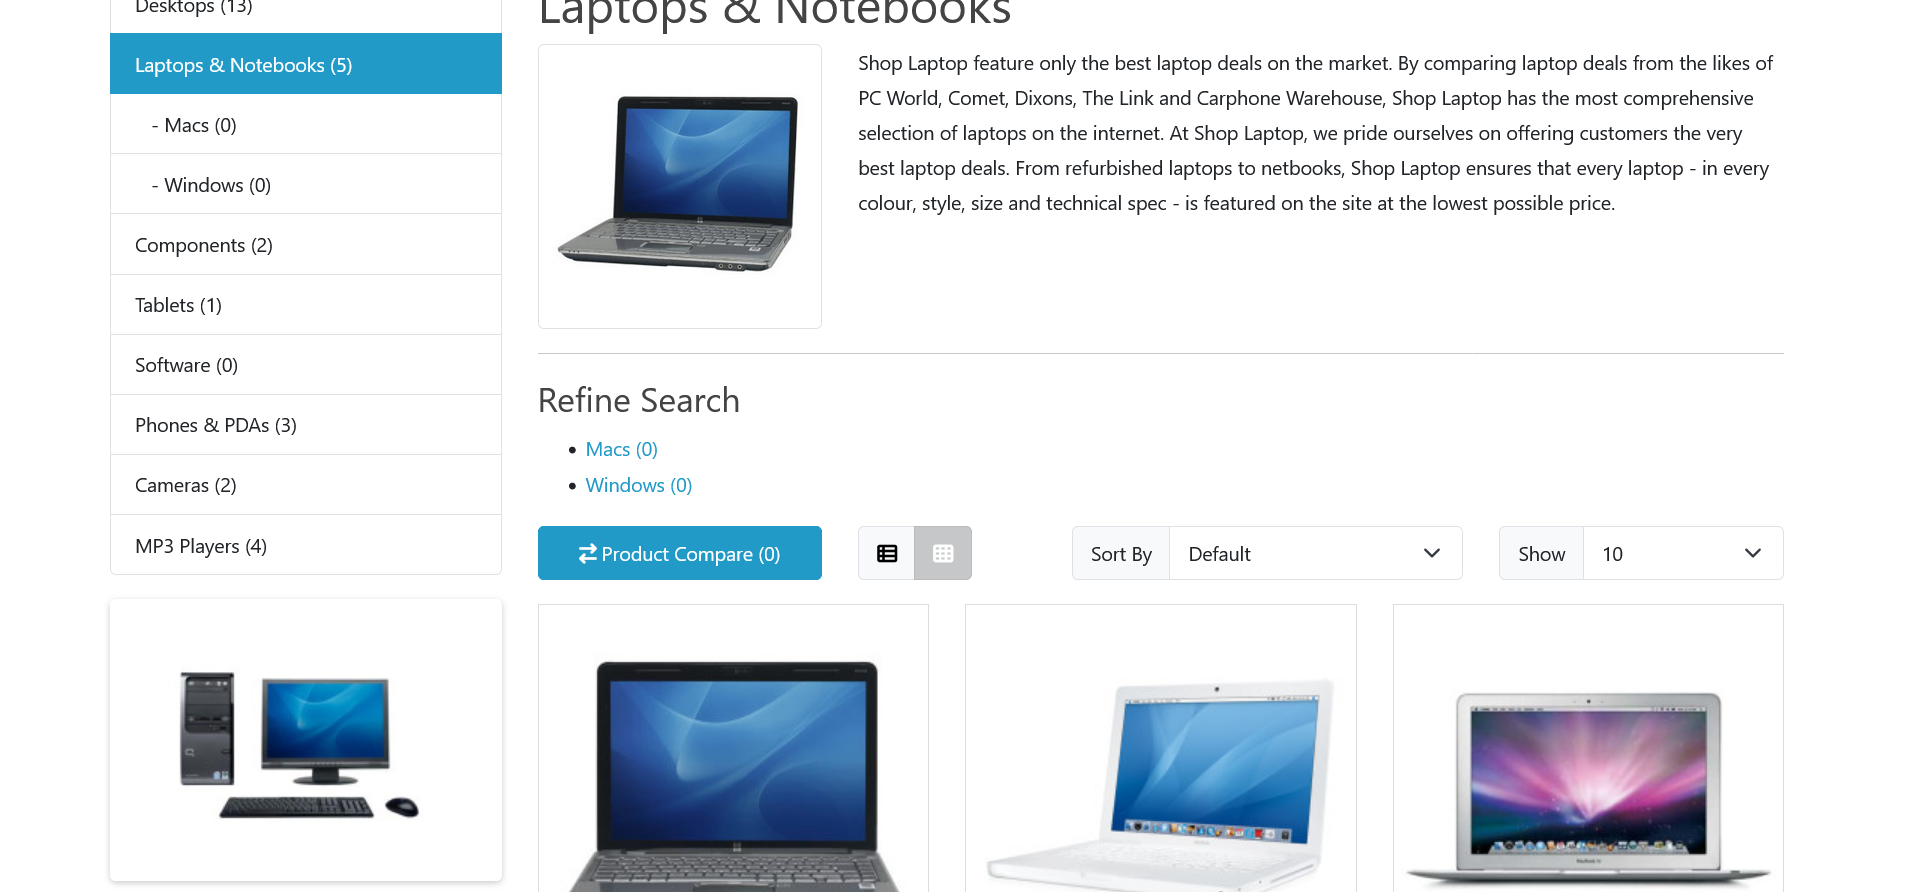 Desktops (13)
Laptops & Notebooks (5)
- Macs (0)
- Windows (0)
Components (2)
Tablets (1)
Software (0)
Phones & PDAs (3)
Cameras (2)
MP3 Players (4)
Laptops & Notebooks
Shop Laptop feature only the best laptop deals on the market. By comparing laptop deals from the likes of
PC World, Comet, Dixons, The Link and Carphone Warehouse, Shop Laptop has the most comprehensive
selection of laptops on the internet. At Shop Laptop, we pride ourselves on offering customers the very
best laptop deals. From refurbished laptops to netbooks, Shop Laptop ensures that every laptop - in every
colour, style, size and technical spec - is featured on the site at the lowest possible price.
Refine Search
Macs (0)
Windows (0)
Product Compare (0)
Sort By Default
Show 10